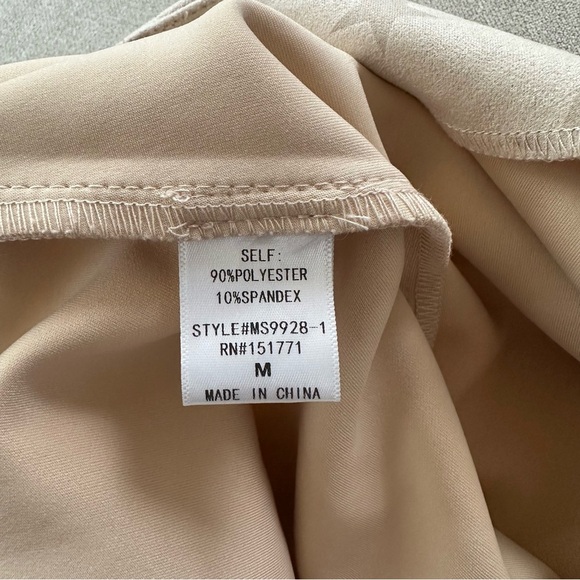 SELF:
90%POLYESTER
10%SPANDEX
STYLE#MS9928-1
RN#151771
M
MADE IN CHINA